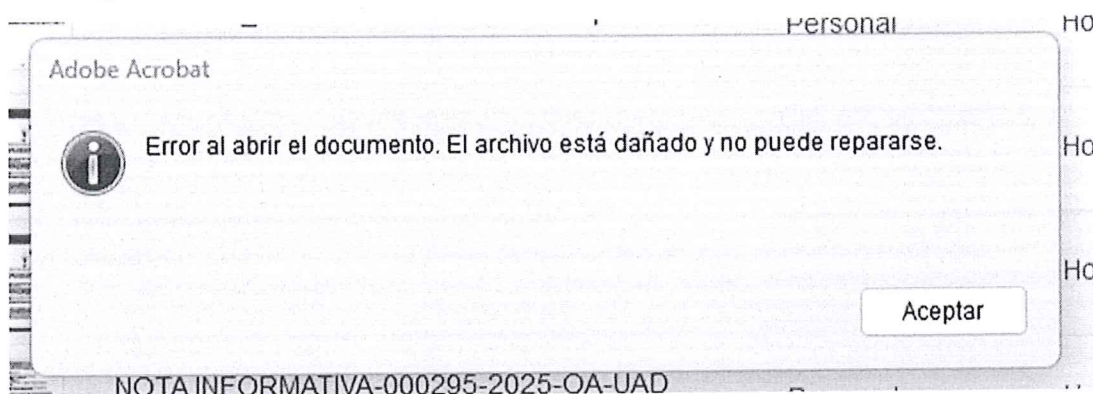 Personal
Ho
Adobe Acrobat
Error al abrir el documento. El archivo está dañado y no puede repararse.
Ho
Ho
Aceptar
NOTA INFORMATIVA-000295-2025-OA-UAD